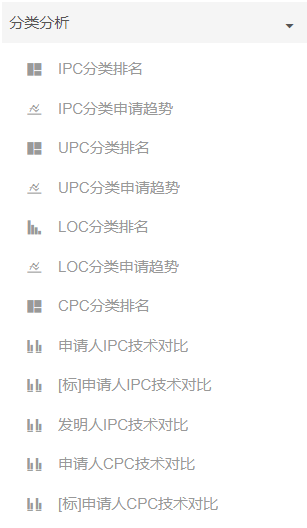 分类分析
IPC分类排名
IPC分类申请趋势
UPC分类排名
UPC分类申请趋势
LOC分类排名
LOC分类申请趋势
CPC分类排名
申请人IPC技术对比
[标]申请人IPC技术对比
发明人IPC技术对比
申请人CPC技术对比
[标]申请人CPC技术对比